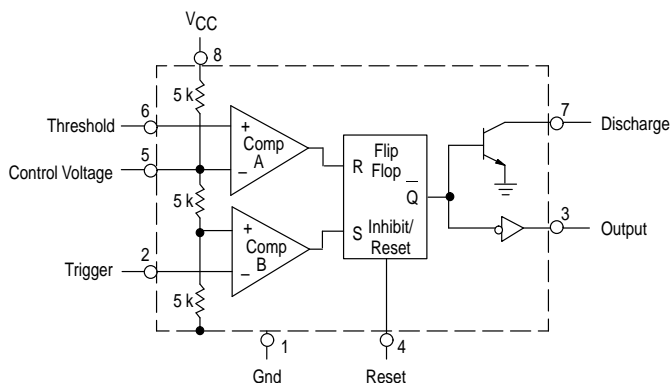 VCC
8
5 k
6
Threshold
+
Comp
A
–
5
Control Voltage
5 k
+
Comp
B
–
2
Trigger
5 k
R
Flip
Flop
Q
S
Inhibit/
Reset
7
Discharge
3
Output
1
Gnd
4
Reset